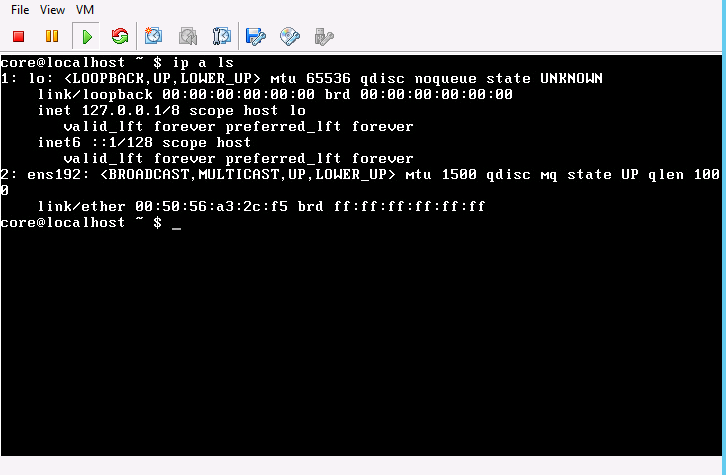 File View VM
core@localhost ~ $ ip a ls
1: lo: <LOOPBACK,UP,LOWER_UP> mtu 65536 qdisc noqueue state UNKNOWN
link/loopback 00:00:00:00:00:00 brd 00:00:00:00:00:00
inet 127.0.0.1/8 scope host lo
valid_lft forever preferred_lft forever
inet6 ::1/128 scope host
valid_lft forever preferred_lft forever
2: ens192: <BROADCAST,MULTICAST,UP,LOWER_UP> mtu 1500 qdisc mq state UP qlen 100
0
link/ether 00:50:56:a3:2c:f5 brd ff:ff:ff:ff:ff:ff
core@localhost ~ $ _